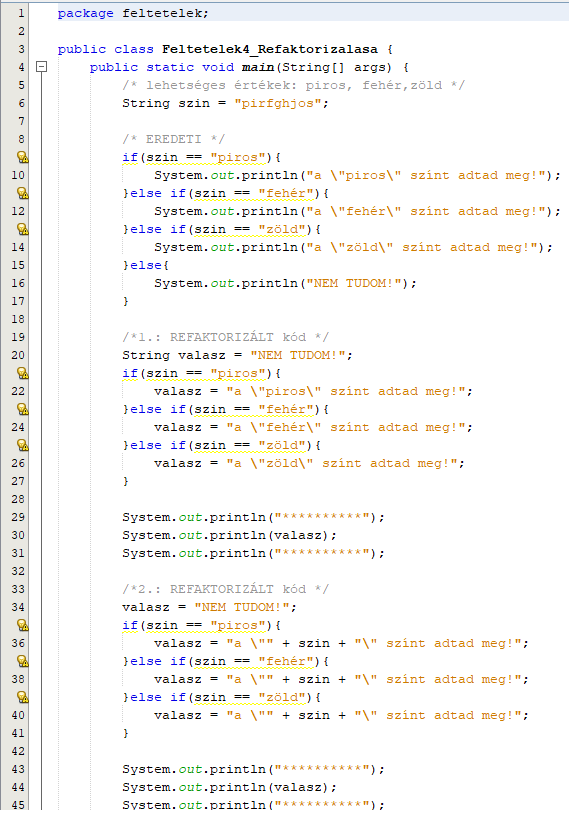 1 package feltetelek;
2
3 public class Feltetelek4_Refaktorizalasa {
4     public static void main(String[] args) {
5         /* lehetséges értékek: piros, fehér,zöld */
6         String szin = "pirfghjos";
7
8         /* EREDETI */
        if(szin == "piros"){
10             System.out.println("a \"piros\" színt adtad meg!");
        }else if(szin == "fehér"){
12             System.out.println("a \"fehér\" színt adtad meg!");
        }else if(szin == "zöld"){
14             System.out.println("a \"zöld\" színt adtad meg!");
15         }else{
16             System.out.println("NEM TUDOM!");
17         }
18
19         /*1.: REFAKTORIZÁLT kód */
20         String valasz = "NEM TUDOM!";
        if(szin == "piros"){
22             valasz = "a \"piros\" színt adtad meg!";
        }else if(szin == "fehér"){
24             valasz = "a \"fehér\" színt adtad meg!";
        }else if(szin == "zöld"){
26             valasz = "a \"zöld\" színt adtad meg!";
27         }
28
29         System.out.println("**********");
30         System.out.println(valasz);
31         System.out.println("**********");
32
33         /*2.: REFAKTORIZÁLT kód */
34         valasz = "NEM TUDOM!";
        if(szin == "piros"){
36             valasz = "a \"" + szin + "\" színt adtad meg!";
        }else if(szin == "fehér"){
38             valasz = "a \"" + szin + "\" színt adtad meg!";
        }else if(szin == "zöld"){
40             valasz = "a \"" + szin + "\" színt adtad meg!";
41         }
42
43         System.out.println("**********");
44         System.out.println(valasz);
45         System.out.println("**********");